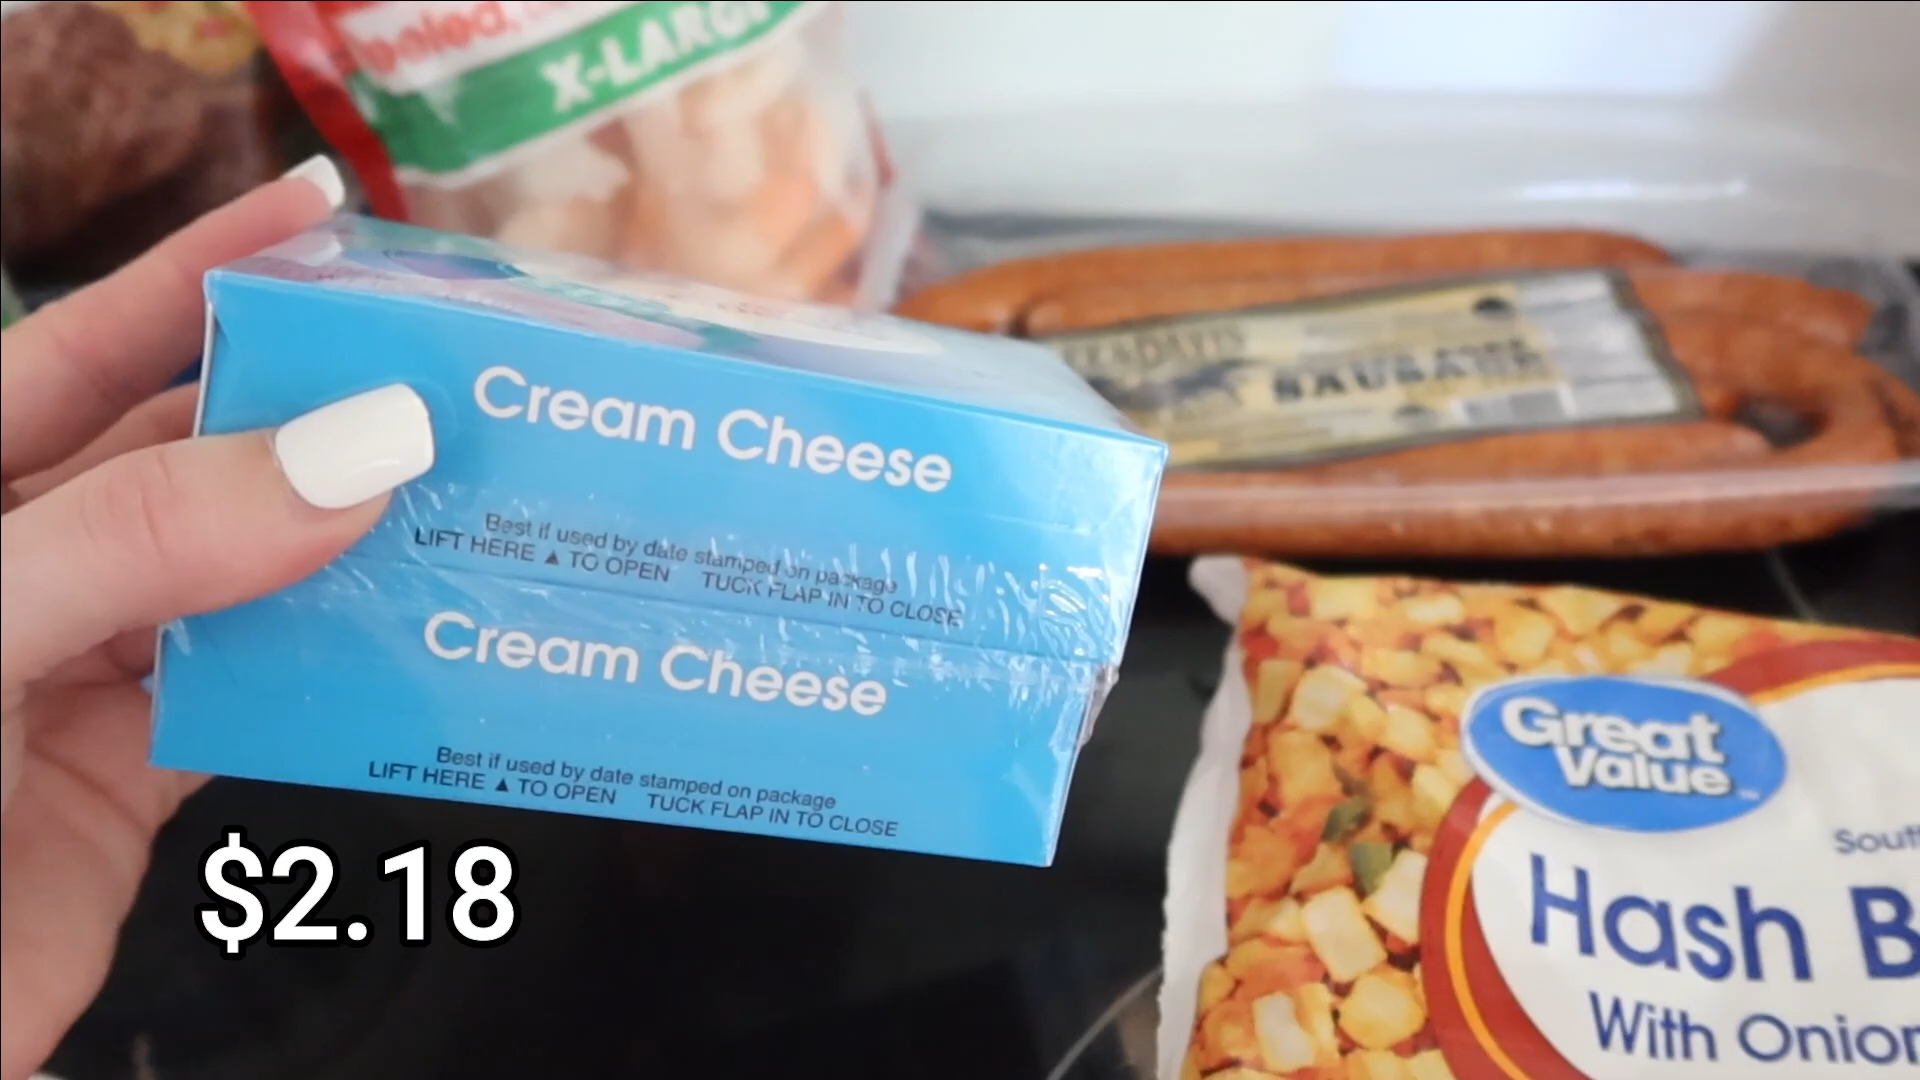 X-LARGE
Cream Cheese
Best if used by date stamped on package
LIFT HERE ▲ TO OPEN TUCK FLAP IN TO CLOSE
Cream Cheese
Best if used by date stamped on package
LIFT HERE ▲ TO OPEN TUCK FLAP IN TO CLOSE
SAUSAGE
Great
Value
Sout
Hash B
With Onion
$2.18